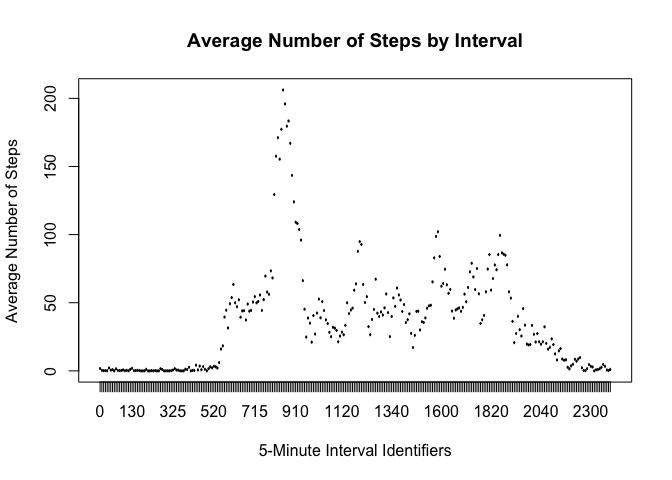 Average Number of Steps by Interval
Average Number of Steps
200
150
100
50
0
0 130 325 520 715 910 1120 1340 1600 1820 2040 2300
5-Minute Interval Identifiers